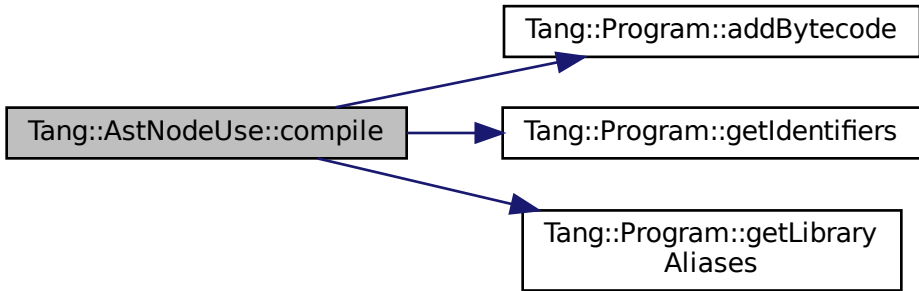 Tang::Program::addBytecode
Tang::AstNodeUse::compile
Tang::Program::getIdentifiers
Tang::Program::getLibrary
Aliases